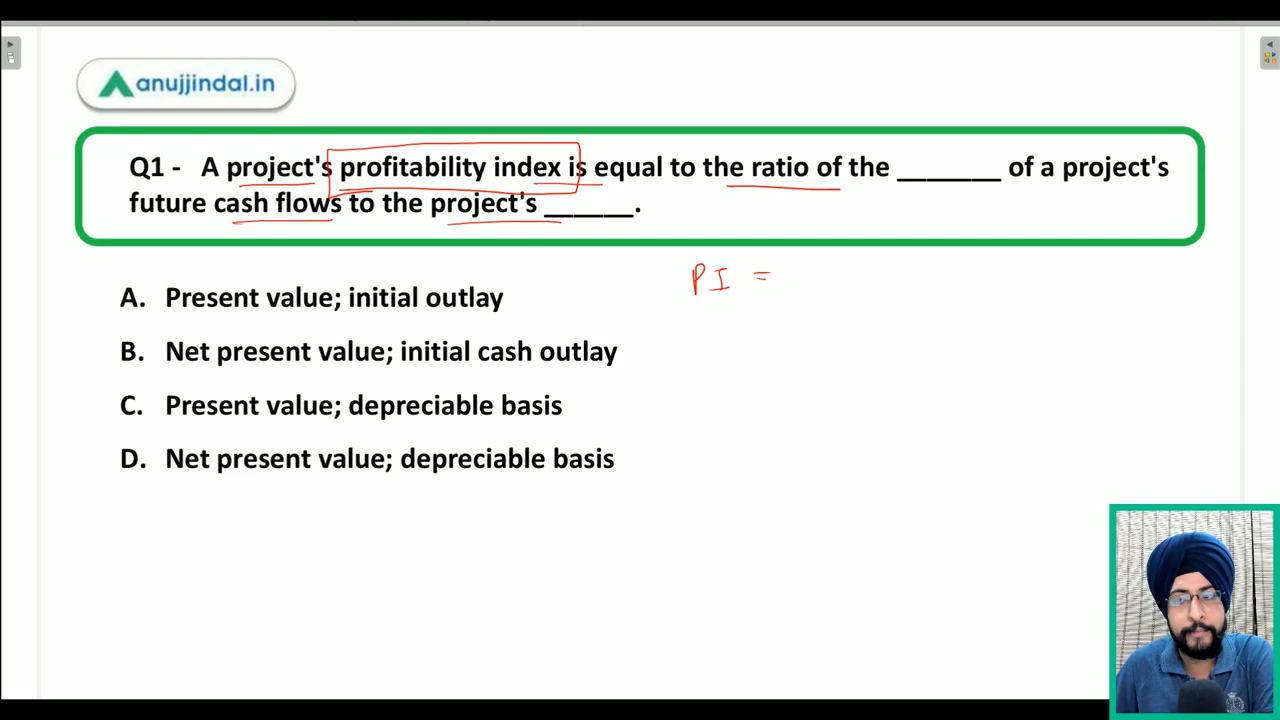 anujjindal.in
Q1 - A project's profitability index is equal to the ratio of the _______ of a project's
future cash flows to the project's ______.
PI =
A. Present value; initial outlay
B. Net present value; initial cash outlay
C. Present value; depreciable basis
D. Net present value; depreciable basis